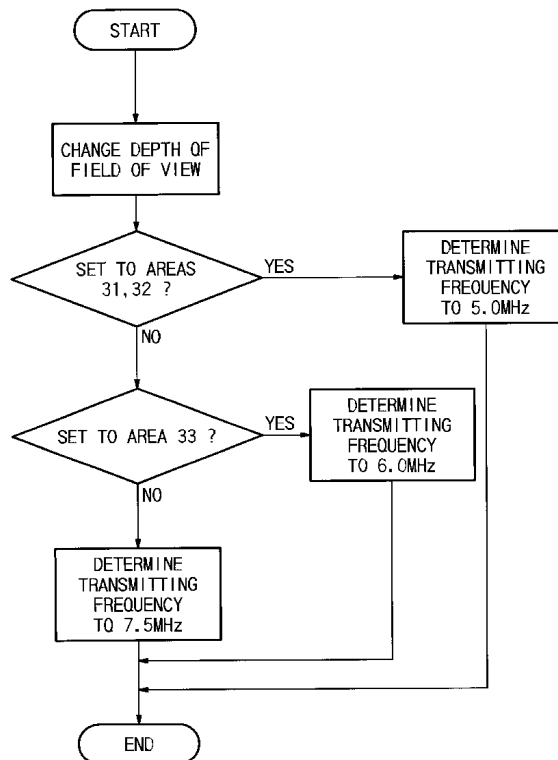 START
CHANGE DEPTH OF
FIELD OF VIEW
SET TO AREAS
31,32 ?
YES
DETERMINE
TRANSMITTING
FREQUENCY
TO 5.0MHz
NO
SET TO AREA 33 ?
YES
DETERMINE
TRANSMITTING
FREQUENCY
TO 6.0MHz
NO
DETERMINE
TRANSMITTING
FREQUENCY
TO 7.5MHz
END